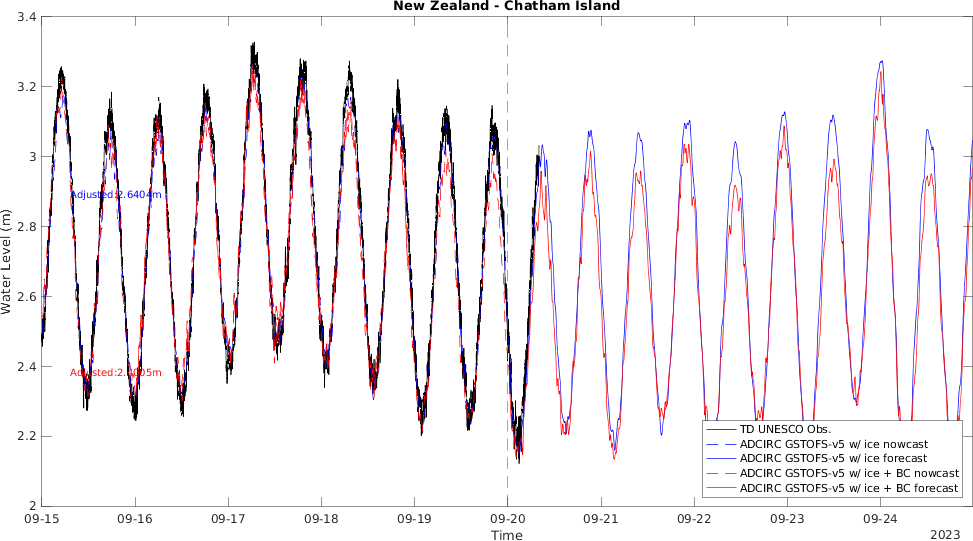 New Zealand - Chatham Island
3.4
3.2
3
2.8
2.6
2.4
2.2
2
Water Level (m)
Adjusted:2.6404m
09-15
09-16
09-17
09-18
09-19
09-20
09-21
09-22
09-23
09-24
Time
2023
TD UNESCO Obs.
ADCIRC GSTOFS-v5 w/ ice nowcast
ADCIRC GSTOFS-v5 w/ ice forecast
ADCIRC GSTOFS-v5 w/ ice + BC nowcast
ADCIRC GSTOFS-v5 w/ ice + BC forecast